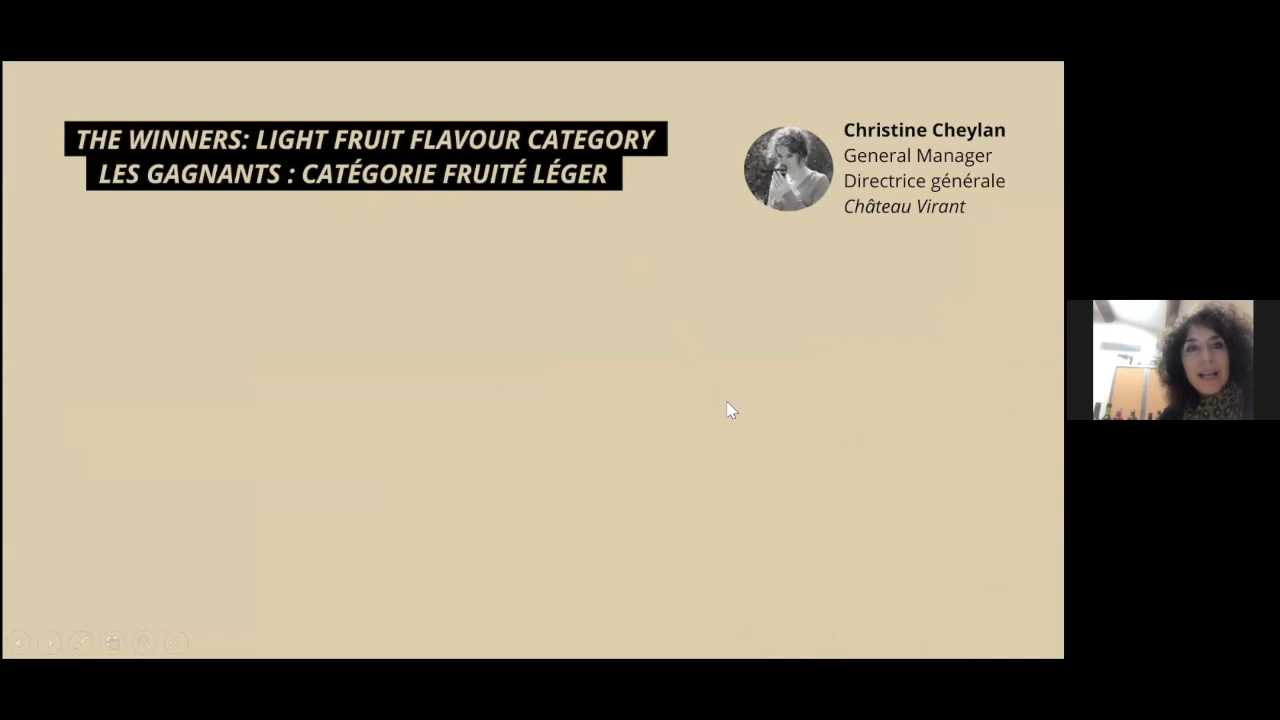 THE WINNERS: LIGHT FRUIT FLAVOUR CATEGORY
LES GAGNANTS : CATÉGORIE FRUITÉ LÉGER
Christine Cheylan
General Manager
Directrice générale
Château Virant